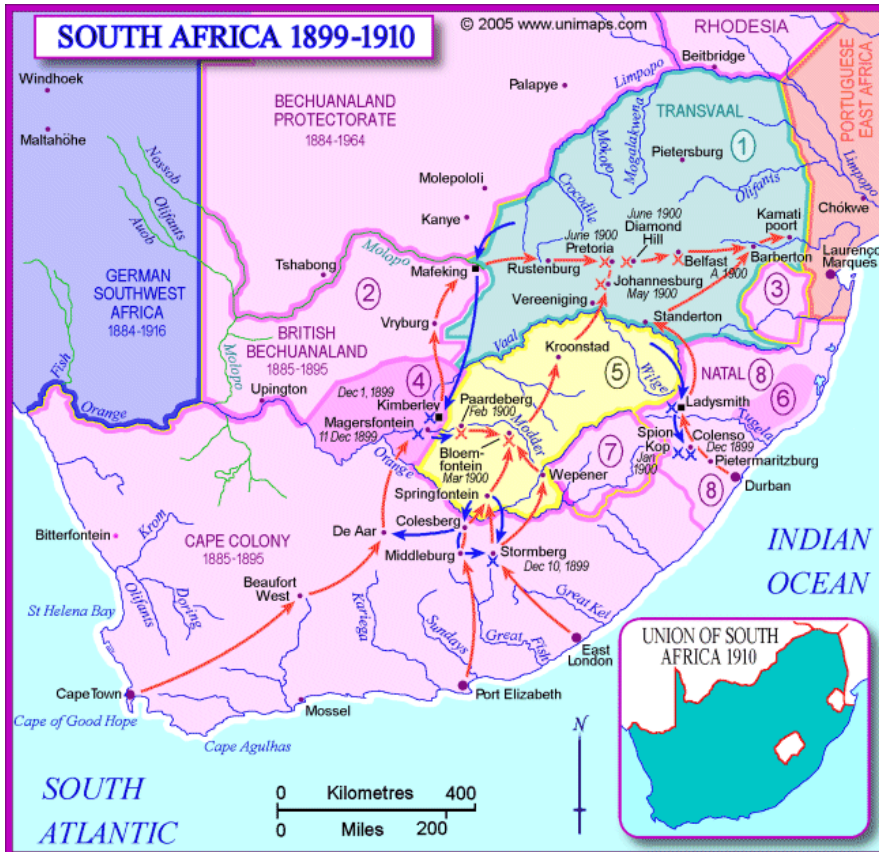 SOUTH AFRICA 1899-1910
© 2005 www.unimaps.com
RHODESIA
Beitbridge
Windhoek
Maltahöhe
Palapye
Limpopo
BECHUANALAND
PROTECTORATE
1884-1964
TRANSVAAL
1
PORTUGUESE
EAST AFRICA
Mokolo
Mogalakwena
Pietersburg
Nossob
Olifants
Auob
Molepololi
Kanye
Crocodile
Olifants
Limpopo
Chókwe
June 1900
Pretoria
June 1900
Diamond
Hill
Kamati
poort
Tshabong
Molopo
Mafeking
Rustenburg
Belfast
A 1900
Barberton
Laurenço
Marques
GERMAN
SOUTHWEST
AFRICA
1884-1916
2
Johannesburg
May 1900
Vereeniging
3
Vryburg
Standerton
BRITISH
BECHUANALAND
1885-1895
Molopo
Fish
Vaal
Kroonstad
Wilge
5
NATAL 8
4
Dec 1, 1899
Kimberley
Paardeberg
Feb 1900
Ladysmith
6
Upington
Orange
Magersfontein
11 Dec 1899
Modder
Tugela
Bloem-
fontein
Mar 1900
Orange
7
Spion
Kop
Jan
1900
Colenso
Dec 1899
Pietermaritzburg
Wepener
8
Durban
Springfontein
Bitterfontein
Krom
CAPE COLONY
1885-1895
De Aar
Colesberg
Middleburg
Stormberg
Dec 10, 1899
INDIAN
OCEAN
Beaufort
West
St Helena Bay
Olifants
Doring
Kariega
Sundays
Great
Fish
Great Kei
East
London
UNION OF SOUTH
AFRICA 1910
Cape Town
Port Elizabeth
Mossel
Cape of Good Hope
Cape Agulhas
N
SOUTH
ATLANTIC
0 Kilometres 400
0 Miles 200